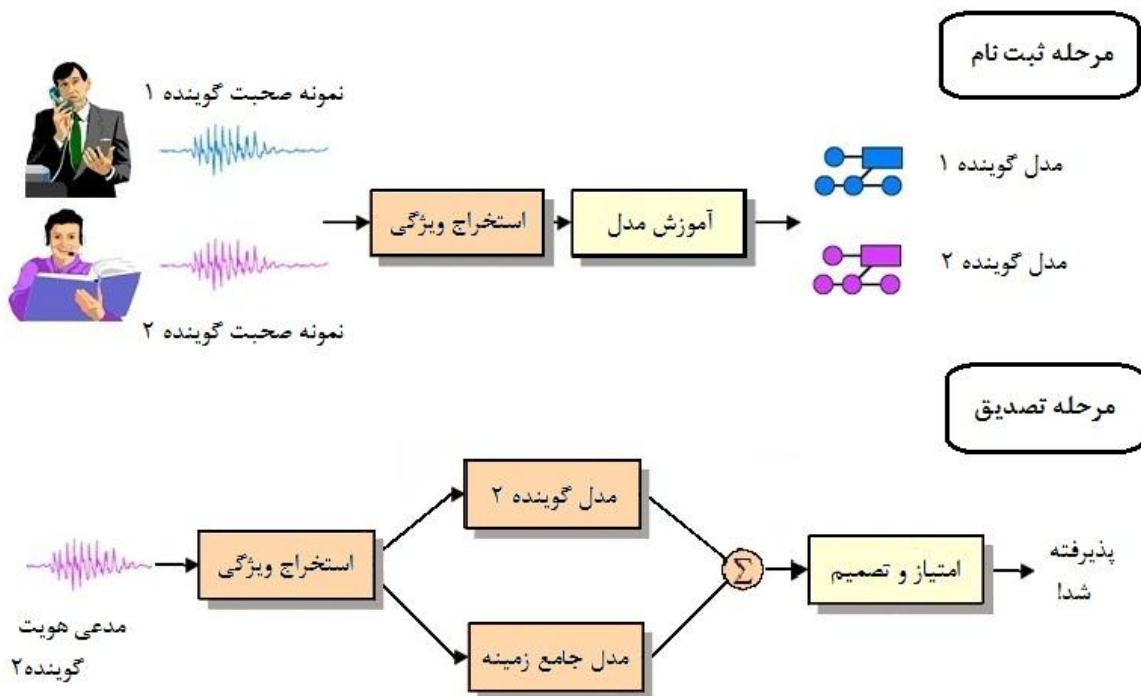 مرحله ثبت نام
نمونه صحبت گوینده ۱
مدل گوینده ۱
استخراج ویژگی
آموزش مدل
مدل گوینده ۲
نمونه صحبت گوینده ۲
مرحله تصدیق
مدل گوینده ۲
استخراج ویژگی
Σ
امتیاز و تصمیم
پذیرفته
شد!
مدعی هویت
گوینده۲
مدل جامع زمینه